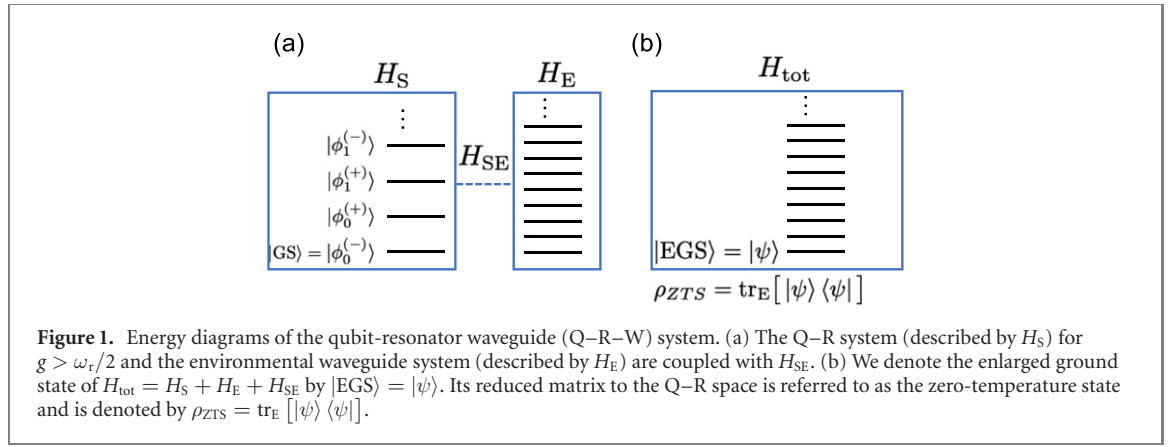 (a)
(b)
H_S
H_E
H_tot
⋮
⋮
⋮
|ϕ_1^(−)⟩
H_SE
|ϕ_1^(+)⟩
|ϕ_0^(+)⟩
|GS⟩ = |ϕ_0^(−)⟩
|EGS⟩ = |ψ⟩
ρ_ZTS = tr_E[|ψ⟩ ⟨ψ|]
Figure 1. Energy diagrams of the qubit-resonator waveguide (Q–R–W) system. (a) The Q–R system (described by H_S) for
g > ω_r/2 and the environmental waveguide system (described by H_E) are coupled with H_SE. (b) We denote the enlarged ground
state of H_tot = H_S + H_E + H_SE by |EGS⟩ = |ψ⟩. Its reduced matrix to the Q–R space is referred to as the zero-temperature state
and is denoted by ρ_ZTS = tr_E [|ψ⟩ ⟨ψ|].